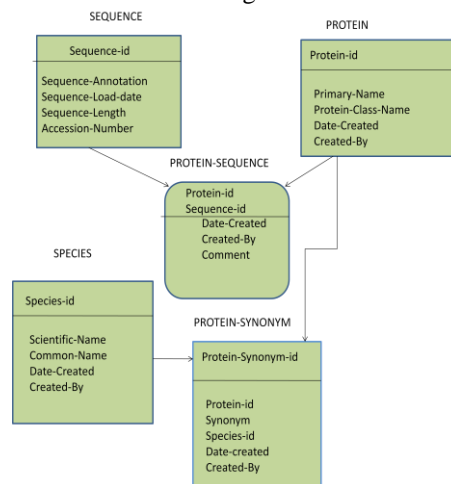 SEQUENCE
Sequence-id
Sequence-Annotation
Sequence-Load-date
Sequence-Length
Accession-Number
PROTEIN
Protein-id
Primary-Name
Protein-Class-Name
Date-Created
Created-By
PROTEIN-SEQUENCE
Protein-id
Sequence-id
Date-Created
Created-By
Comment
SPECIES
Species-id
Scientific-Name
Common-Name
Date-Created
Created-By
PROTEIN-SYNONYM
Protein-Synonym-id
Protein-id
Synonym
Species-id
Date-created
Created-By